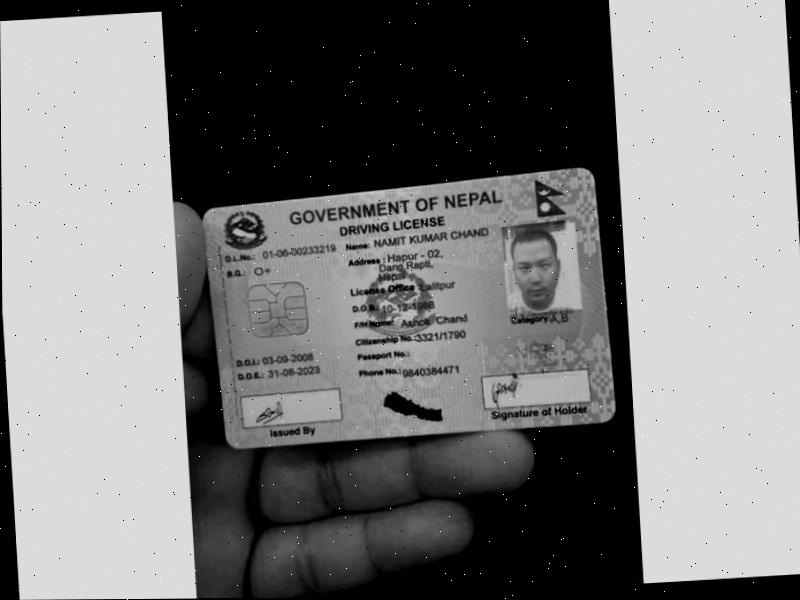 GOVERNMENT OF NEPAL
DRIVING LICENSE
D.L.No.: 01-06-00233219
Name: NAMIT KUMAR CHAND
B.G.: O+
Address : Hapur - 02,
Dang Rapti,
Nepal
License Office : Lalitpur
D.O.B.: 10-12-1988
F/H Name: Ashok Chand
Category: A,B
Citizenship No.: 3321/1790
D.O.I.: 03-09-2008
Passport No.:
D.O.E.: 31-08-2023
Phone No.: 9840384471
Issued By
Signature of Holder